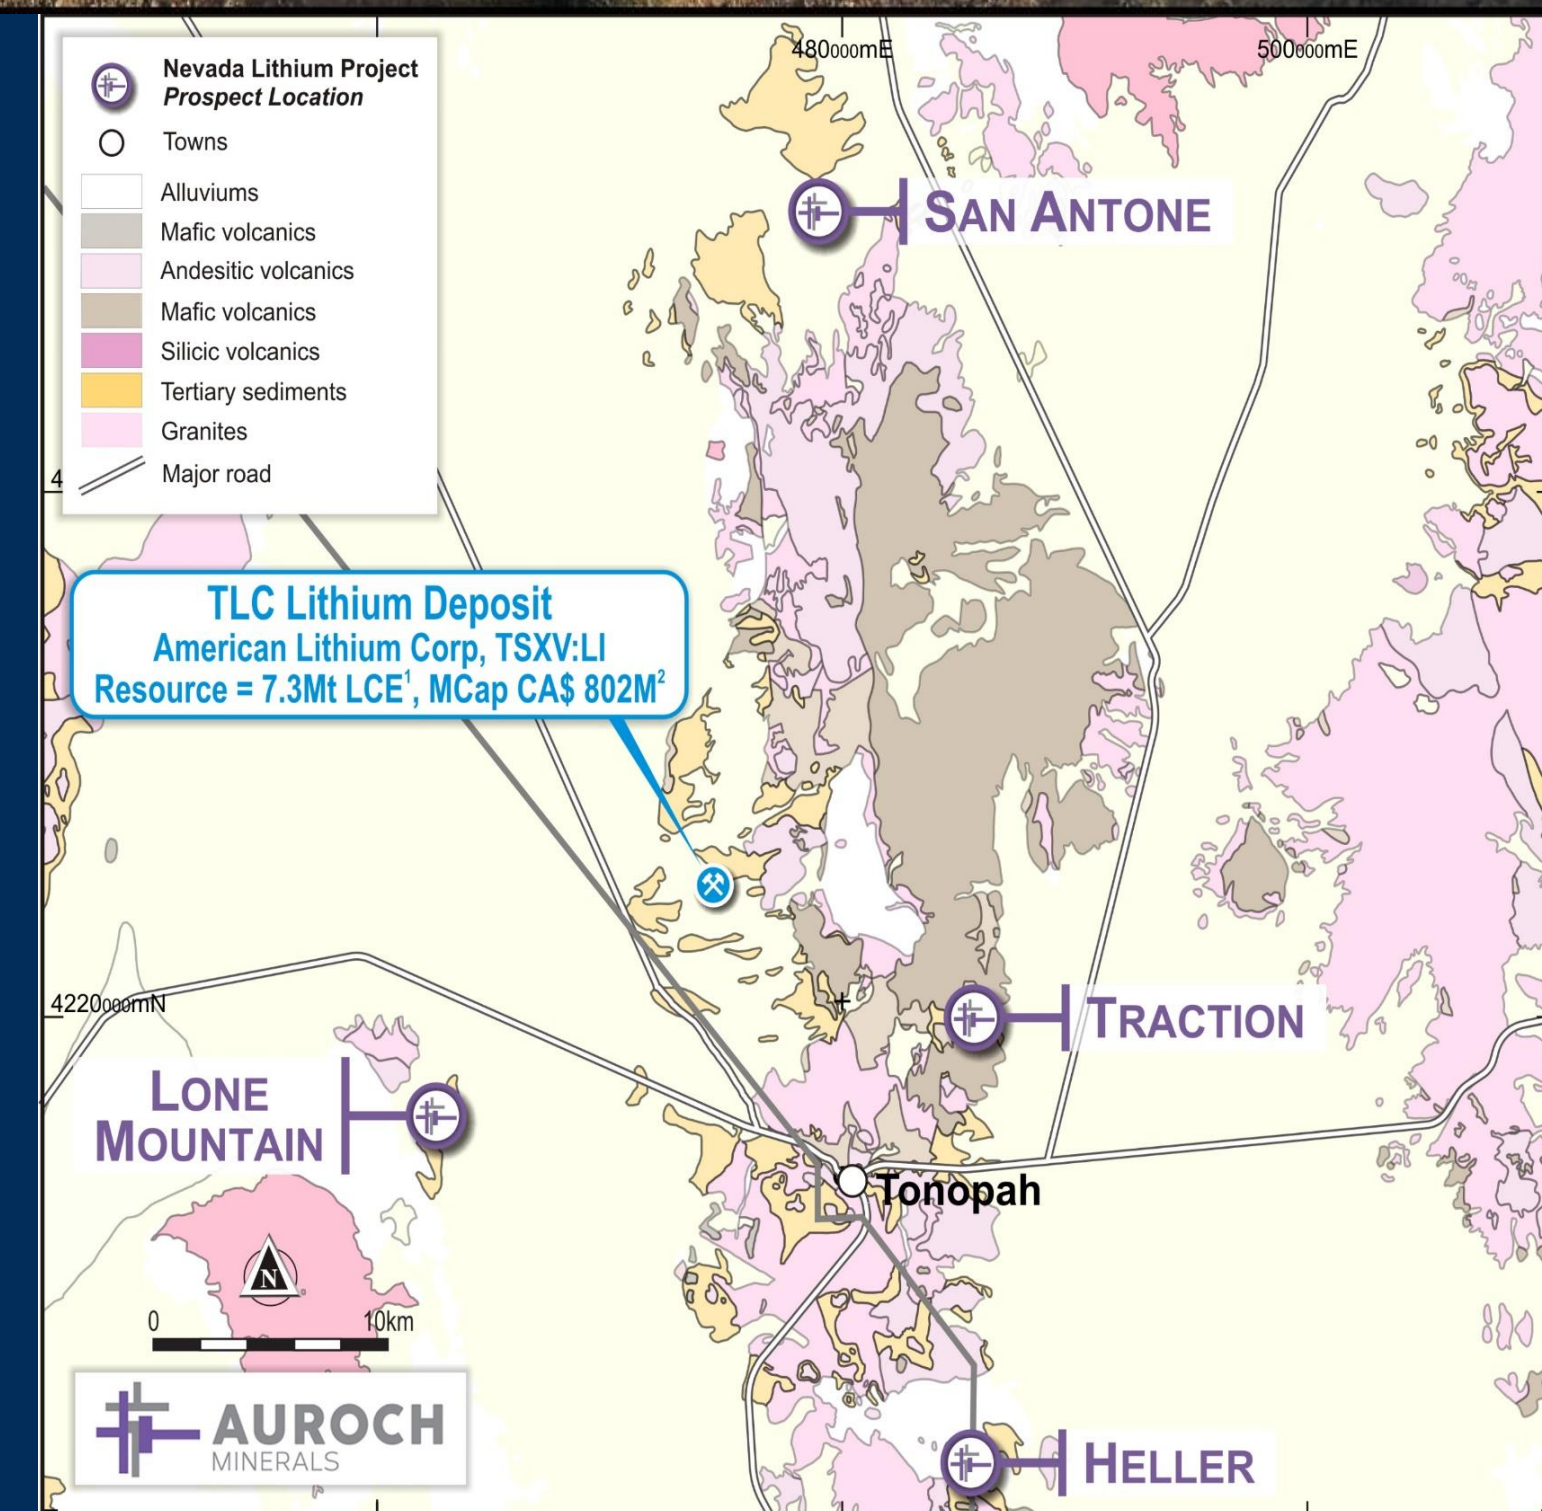 480000mE
500000mE
Nevada Lithium Project
Prospect Location
Towns
Alluviums
Mafic volcanics
Andesitic volcanics
Mafic volcanics
Silicic volcanics
Tertiary sediments
Granites
Major road
SAN ANTONE
4
TLC Lithium Deposit
American Lithium Corp, TSXV:LI
Resource = 7.3Mt LCE¹, MCap CA$ 802M²
4220000mN
TRACTION
LONE
MOUNTAIN
Tonopah
N
0 10km
AUROCH
MINERALS
HELLER